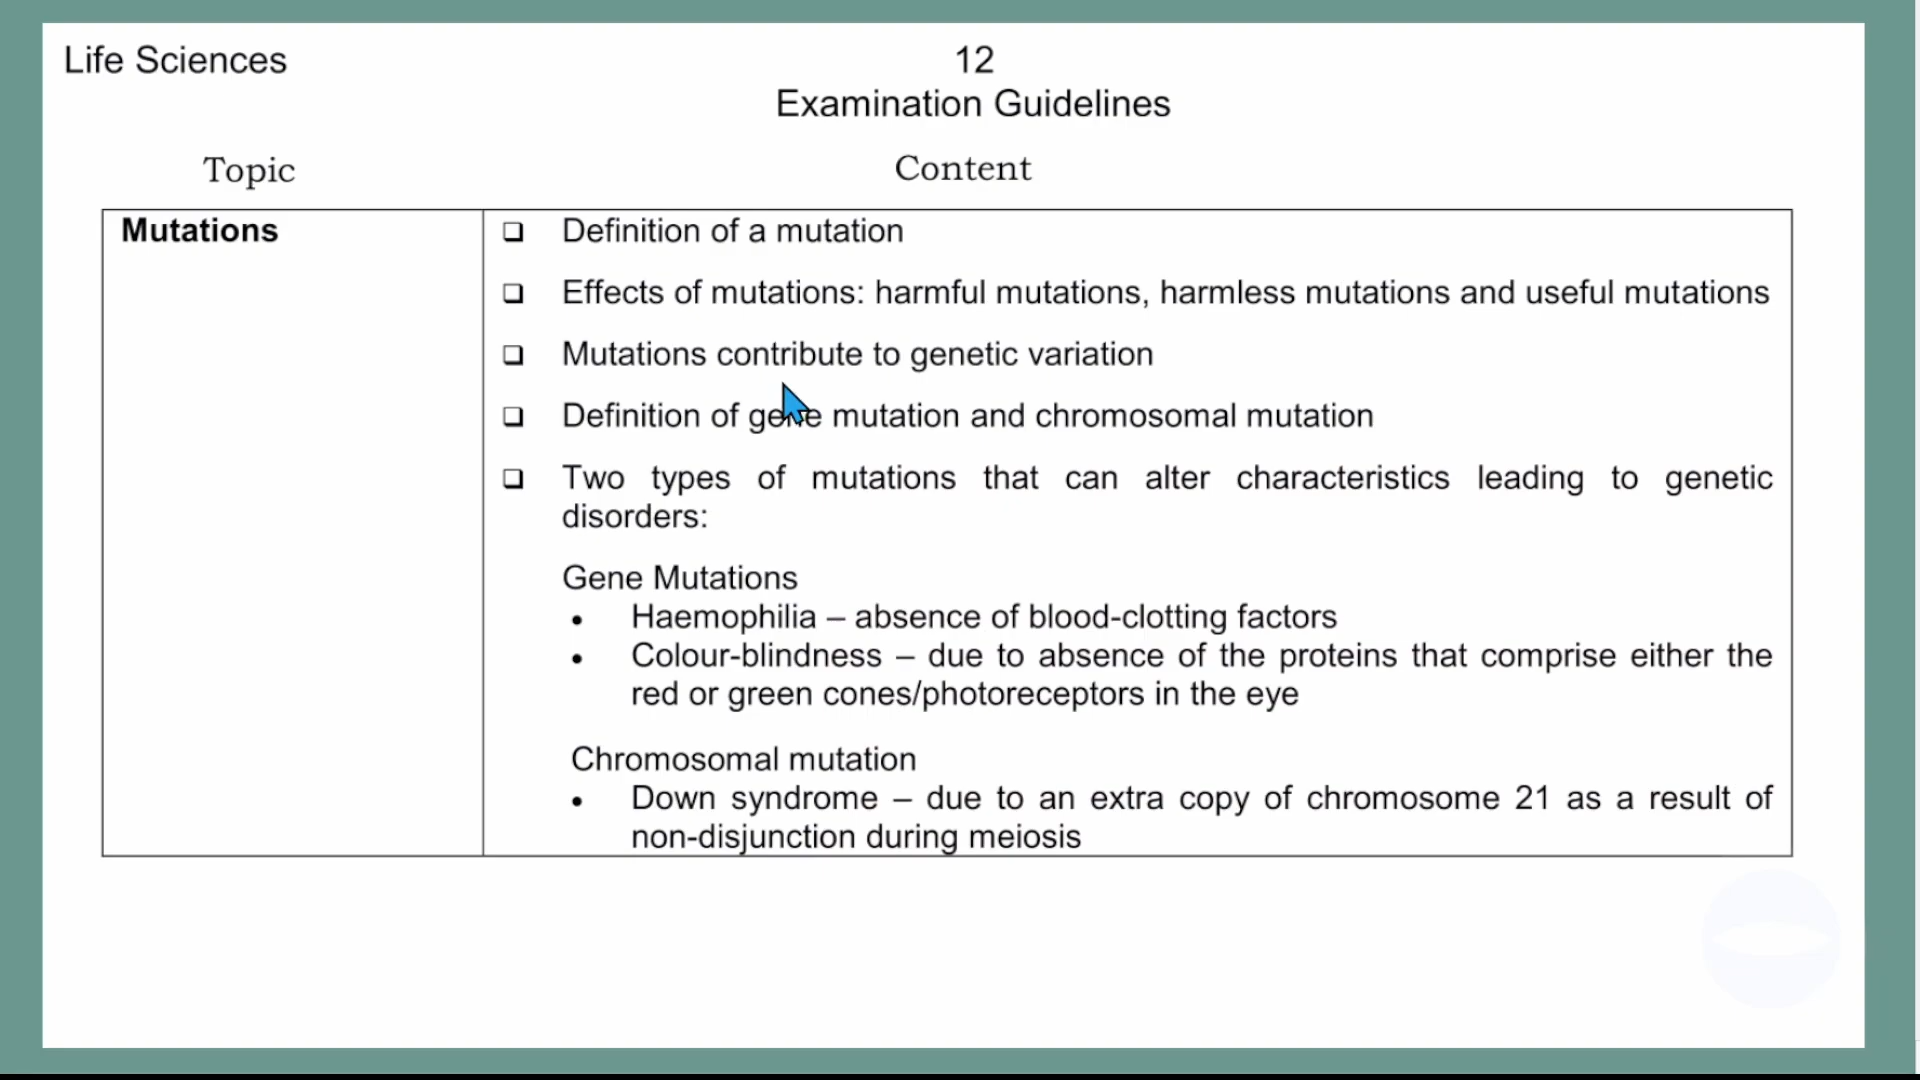 Life Sciences
12
Examination Guidelines
Topic
Content
Mutations
❑ Definition of a mutation
❑ Effects of mutations: harmful mutations, harmless mutations and useful mutations
❑ Mutations contribute to genetic variation
❑ Definition of gene mutation and chromosomal mutation
❑ Two types of mutations that can alter characteristics leading to genetic
disorders:
Gene Mutations
• Haemophilia – absence of blood-clotting factors
• Colour-blindness – due to absence of the proteins that comprise either the
red or green cones/photoreceptors in the eye
Chromosomal mutation
• Down syndrome – due to an extra copy of chromosome 21 as a result of
non-disjunction during meiosis